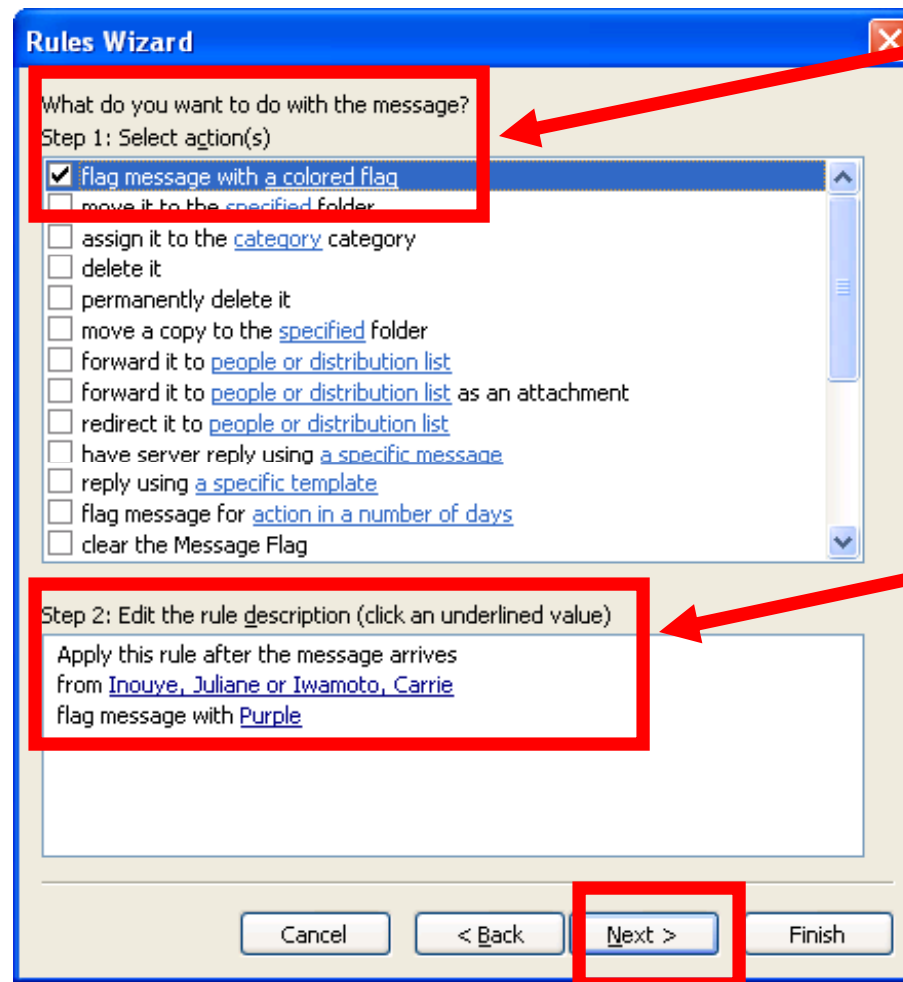 Rules Wizard
What do you want to do with the message?
Step 1: Select action(s)
flag message with a colored flag
move it to the specified folder
assign it to the category category
delete it
permanently delete it
move a copy to the specified folder
forward it to people or distribution list
forward it to people or distribution list as an attachment
redirect it to people or distribution list
have server reply using a specific message
reply using a specific template
flag message for action in a number of days
clear the Message Flag
Step 2: Edit the rule description (click an underlined value)
Apply this rule after the message arrives
from Inouye, Juliane or Iwamoto, Carrie
flag message with Purple
Cancel
< Back
Next >
Finish